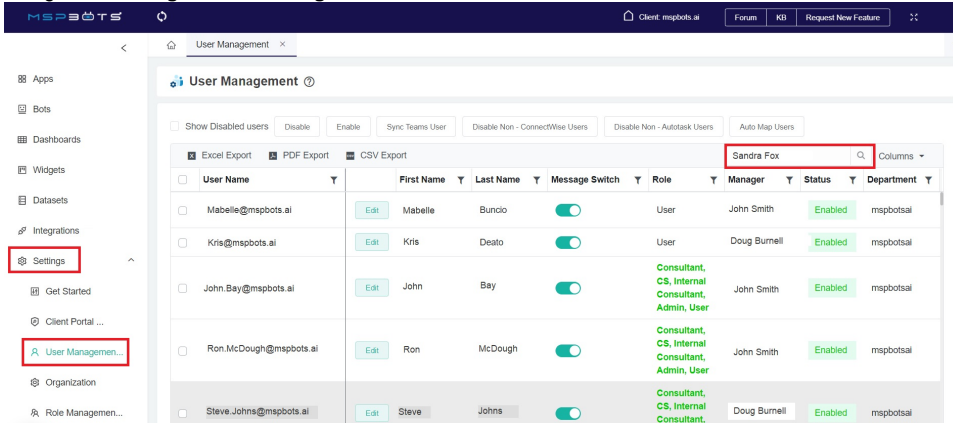 MSPBOTS
Client: mspbots.ai
Forum
KB
Request New Feature
User Management ×
Apps
Bots
Dashboards
Widgets
Datasets
Integrations
Settings
Get Started
Client Portal ...
User Managemen...
Organization
Role Managemen...
User Management
Show Disabled users
Disable
Enable
Sync Teams User
Disable Non - ConnectWise Users
Disable Non - Autotask Users
Auto Map Users
Excel Export
PDF Export
CSV Export
Sandra Fox
Columns
User Name First Name Last Name Message Switch Role Manager Status Department
Mabelle@mspbots.ai Edit Mabelle Buncio User John Smith Enabled mspbotsai
Kris@mspbots.ai Edit Kris Deato User Doug Burnell Enabled mspbotsai
John.Bay@mspbots.ai Edit John Bay Consultant, CS, Internal Consultant, Admin, User John Smith Enabled mspbotsai
Ron.McDough@mspbots.ai Edit Ron McDough Consultant, CS, Internal Consultant, Admin, User John Smith Enabled mspbotsai
Steve.Johns@mspbots.ai Edit Steve Johns Consultant, CS, Internal Consultant, Doug Burnell Enabled mspbotsai